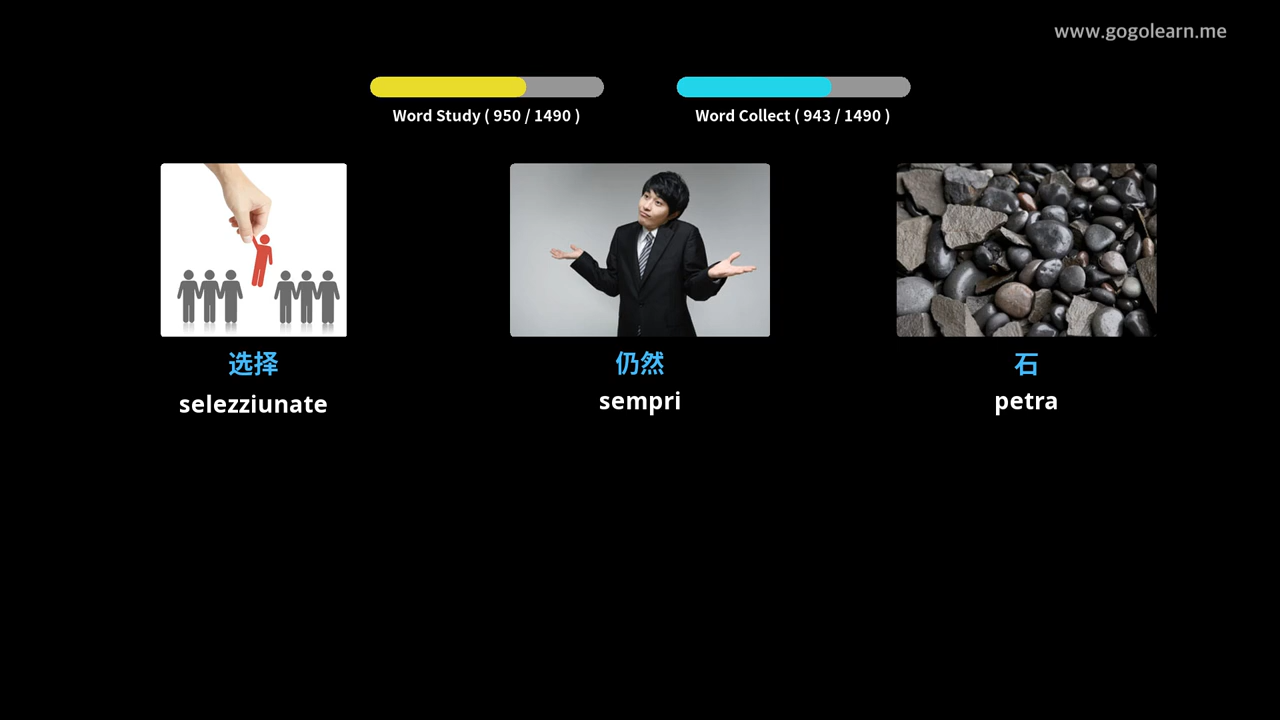 www.gogolearn.me
Word Study ( 950 / 1490 )
Word Collect ( 943 / 1490 )
选择
selezziunate
仍然
sempri
石
petra